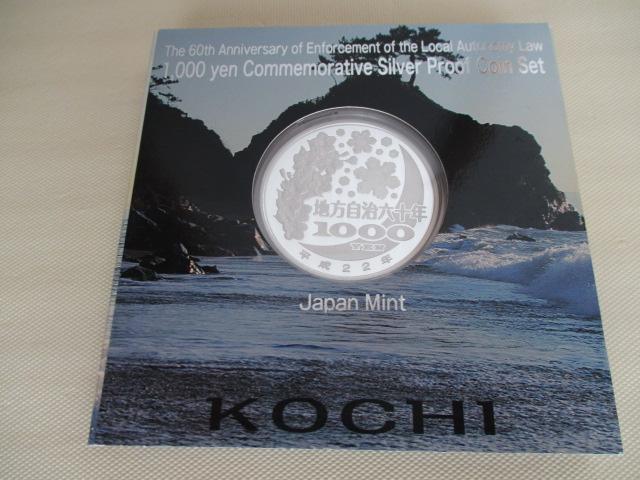 The 60th Anniversary of Enforcement of the Local Autonomy Law
1,000 yen Commemorative Silver Proof Coin Set
地方自治六十年
1000
YEN
平成22年
Japan Mint
KOCHI